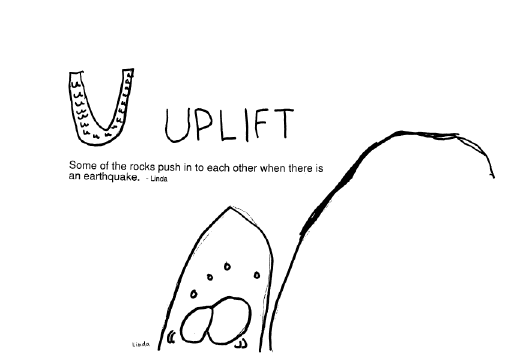 U UPLIFT
Some of the rocks push in to each other when there is
an earthquake. - Linda
Linda